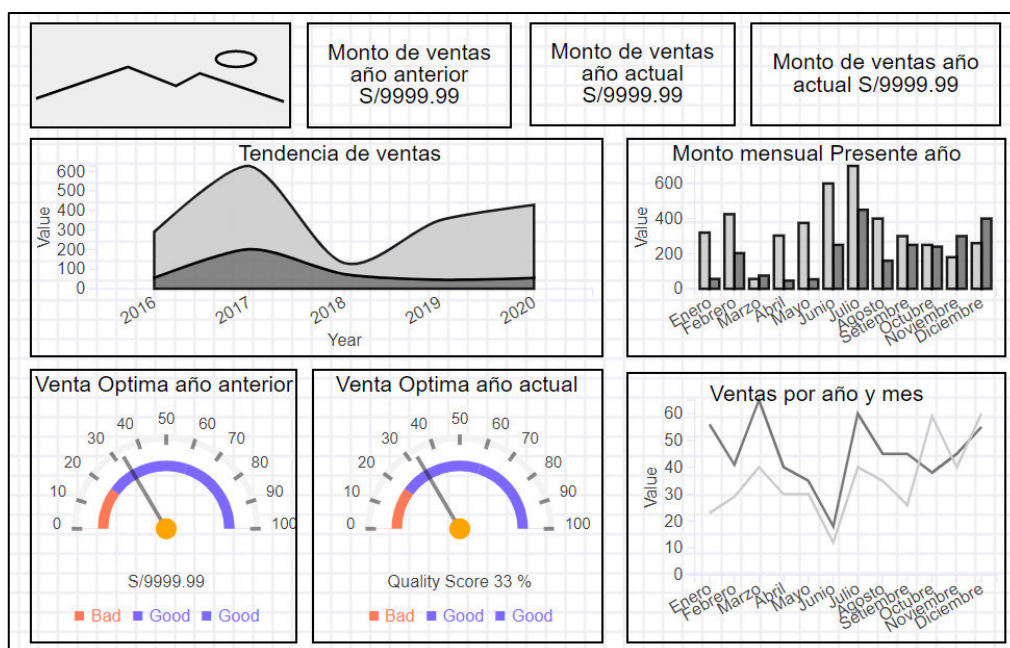 Monto de ventas
año anterior
S/9999.99
Monto de ventas
año actual
S/9999.99
Monto de ventas año
actual S/9999.99
Tendencia de ventas
600
500
400
300
200
100
0
Value
2016
2017
2018
2019
2020
Year
Monto mensual Presente año
600
400
200
0
Value
Enero
Febrero
Marzo
Abril
Mayo
Junio
Julio
Agosto
Setiembre
Octubre
Noviembre
Diciembre
Venta Optima año anterior
0
10
20
30
40
50
60
70
80
90
100
S/9999.99
Bad Good Good
Venta Optima año actual
0
10
20
30
40
50
60
70
80
90
100
Quality Score 33 %
Bad Good Good
Ventas por año y mes
60
50
40
30
20
10
0
Value
Enero
Febrero
Marzo
Abril
Mayo
Junio
Julio
Agosto
Setiembre
Octubre
Noviembre
Diciembre